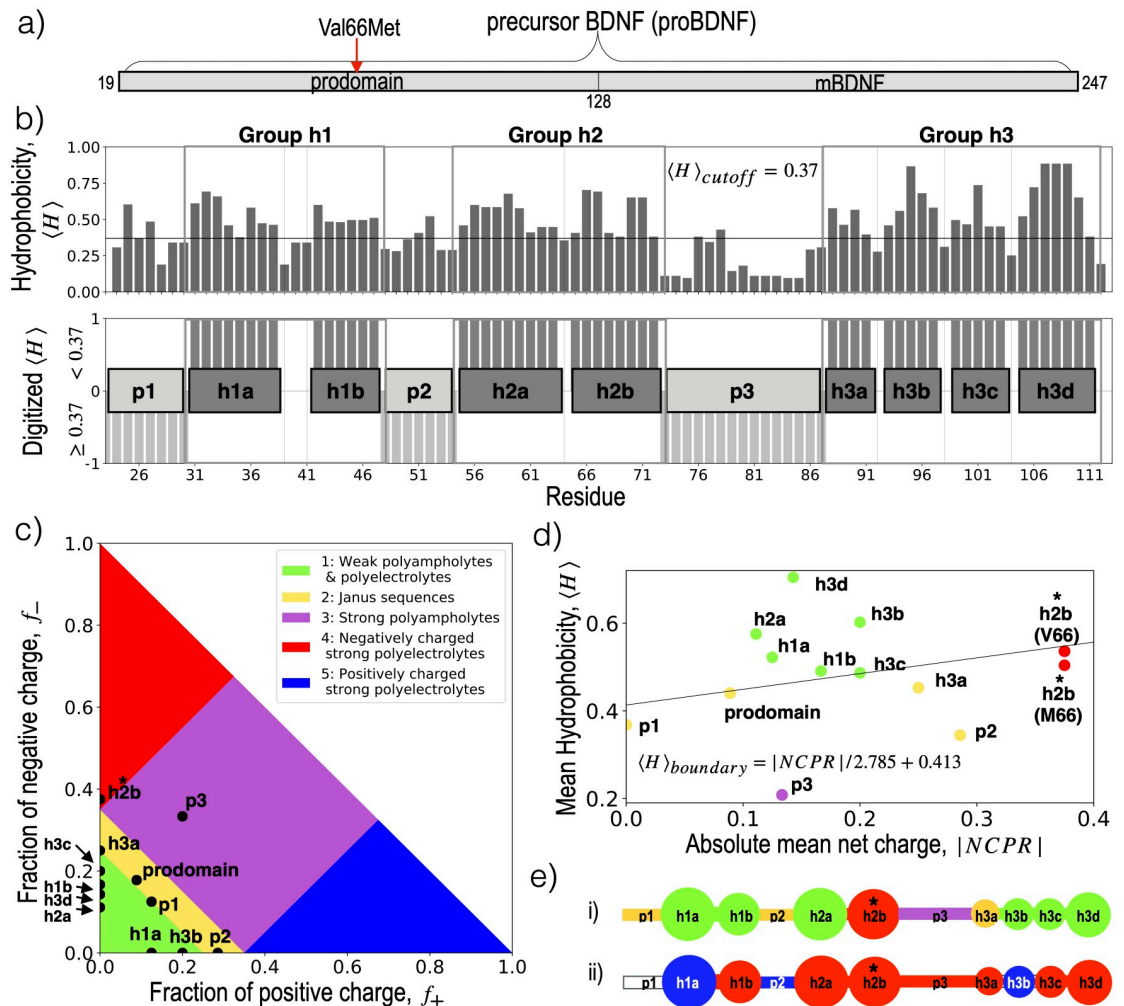 a)
Val66Met
precursor BDNF (proBDNF)
19
prodomain
mBDNF
247
128
b)
Group h1
Group h2
Group h3
Hydrophobicity,
⟨H⟩
1.00
0.75
0.50
0.25
0.00
⟨H⟩cutoff = 0.37
Digitized ⟨H⟩
≥ 0.37 < 0.37
1
0
-1
p1
h1a
h1b
p2
h2a
h2b
p3
h3a
h3b
h3c
h3d
26 31 36 41 46 51 56 61 66 71 76 78 83 88 91 96 101 103 106 111
Residue
c)
Fraction of negative charge, f−
1.0
0.8
0.6
0.4
0.2
0.0
1: Weak polyampholytes
& polyelectrolytes
2: Janus sequences
3: Strong polyampholytes
4: Negatively charged
strong polyelectrolytes
5: Positively charged
strong polyelectrolytes
*
h2b
p3
h3c
h3a
prodomain
h1b
h3d
h2a
p1
h1a
h3b
p2
0.0 0.2 0.4 0.6 0.8 1.0
Fraction of positive charge, f+
d)
Mean Hydrophobicity, ⟨H⟩
0.6
0.4
0.2
h3d
h2a
h3b
h1a
h1b
h3c
h3a
*
h2b
(V66)
*
h2b
(M66)
prodomain
p1
p2
p3
⟨H⟩boundary = |NCPR|/2.785 + 0.413
0.0 0.1 0.2 0.3 0.4
Absolute mean net charge, |NCPR|
e)
i)
p1 h1a h1b p2 h2a *h2b p3 h3a h3b h3c h3d
ii)
p1 h1a h1b p2 h2a *h2b p3 h3a h3b h3c h3d